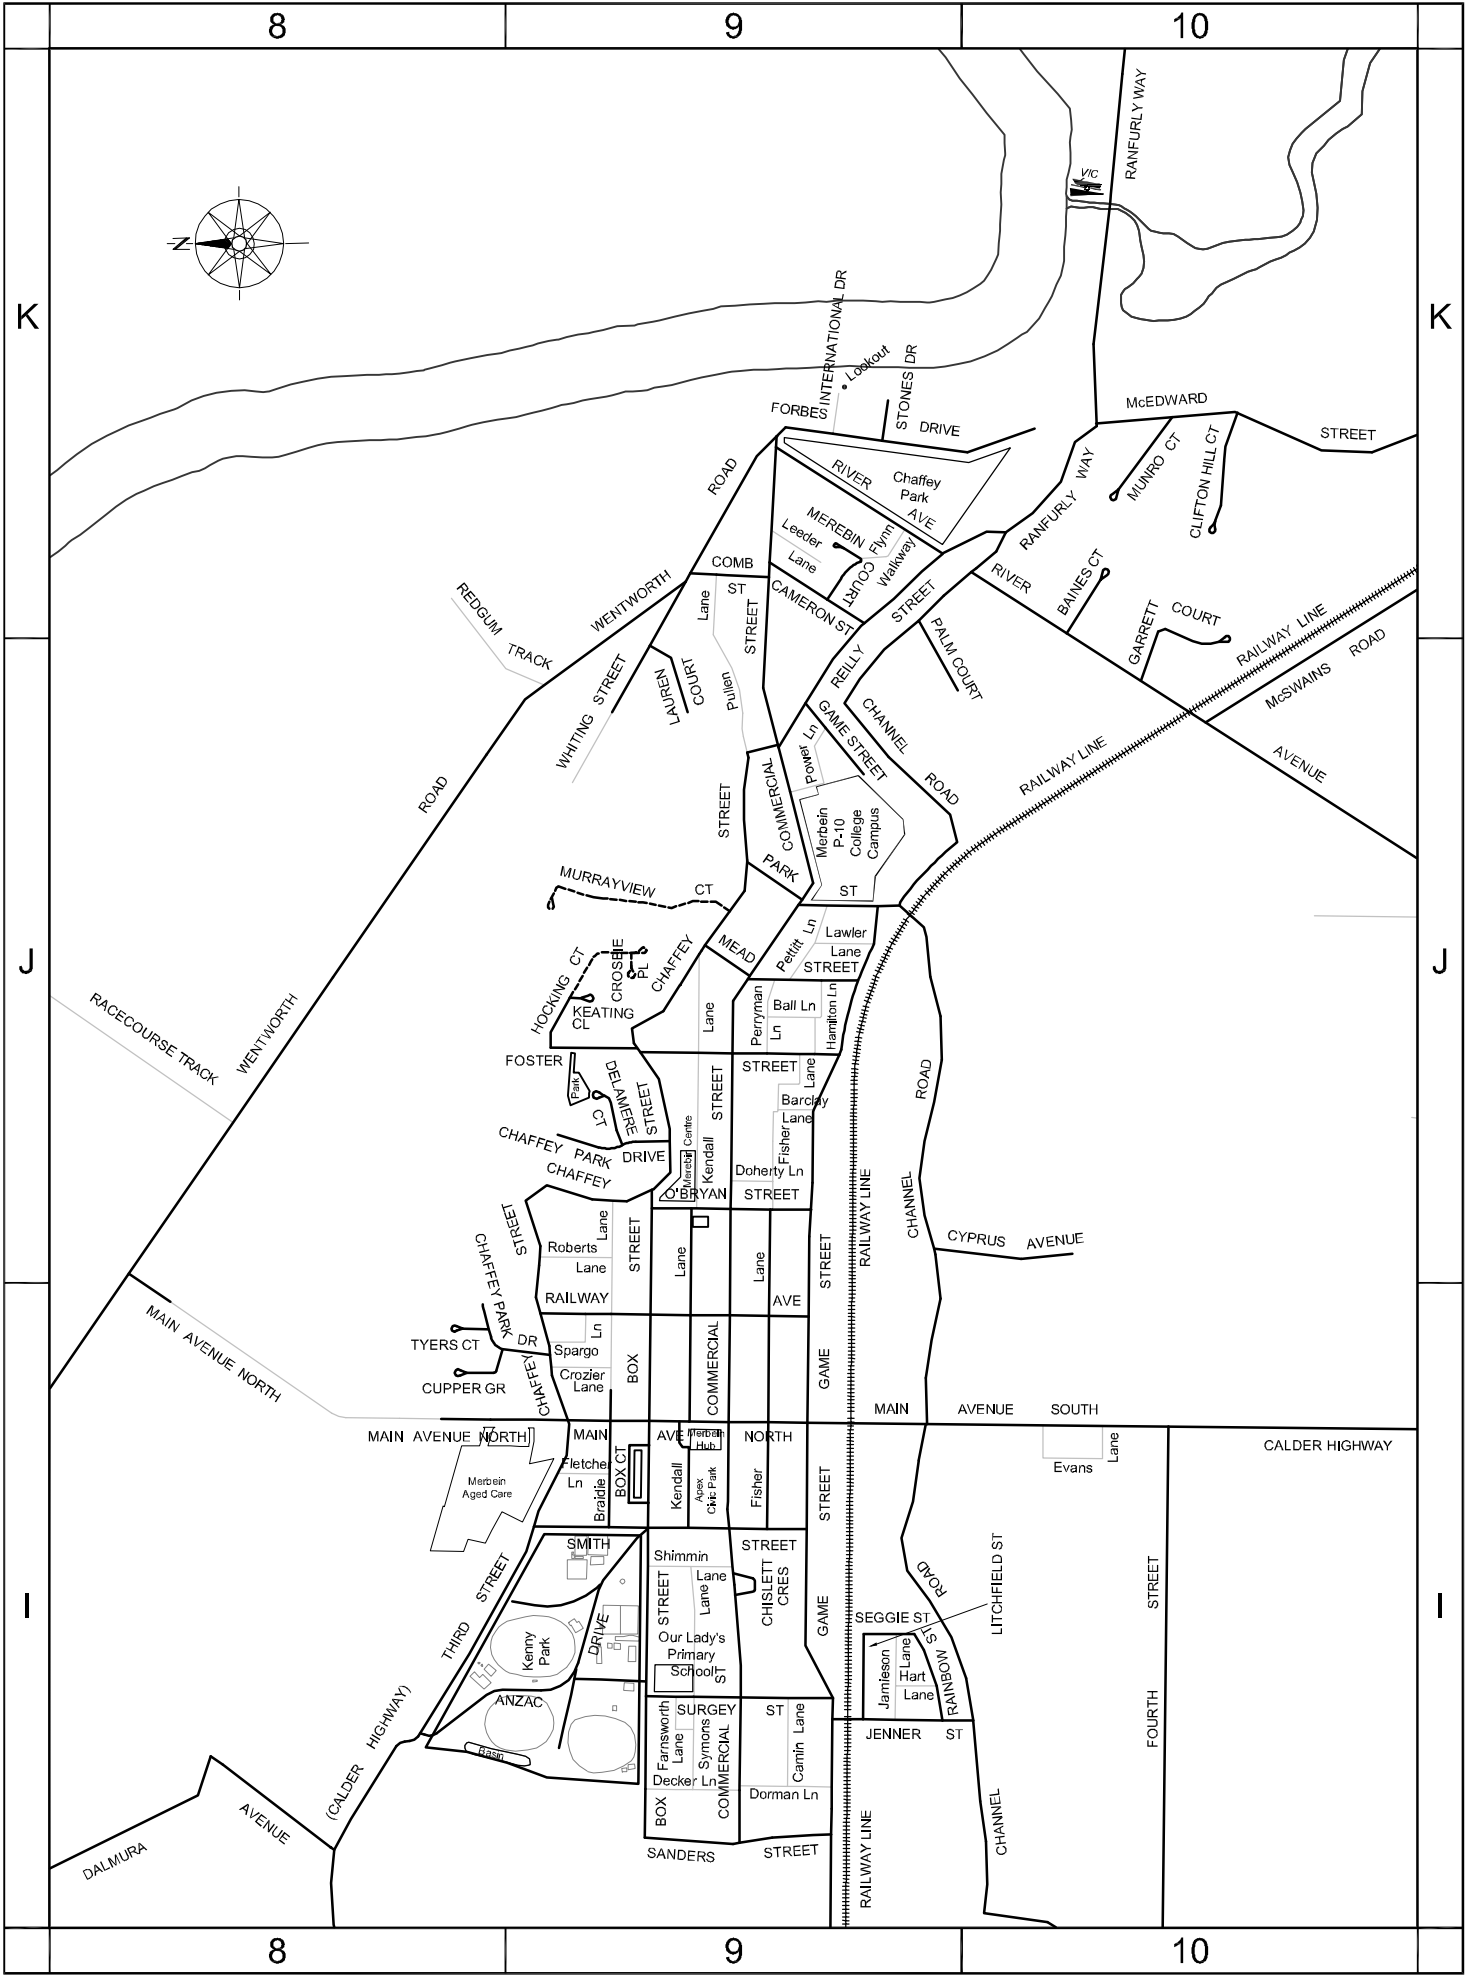 8
9
10
RANFURLY WAY
VIC
N
K
K
INTERNATIONAL DR
Lookout
STONES DR
FORBES
DRIVE
McEDWARD
STREET
ROAD
RIVER
Chaffey
Park
AVE
RANFURLY WAY
MUNRO CT
CLIFTON HILL CT
MEREBIN
COURT
Flynn
Walkway
Leeder
Lane
COMB
ST
CAMERON ST
STREET
RIVER
BAINES CT
REDGUM
TRACK
WENTWORTH
Lane
STREET
Pullen
REILLY
PALM COURT
GARRETT
COURT
RAILWAY LINE
McSWAINS
ROAD
WHITING STREET
LAUREN
COURT
GAME STREET
CHANNEL
ROAD
Power Ln
RAILWAY LINE
AVENUE
ROAD
STREET
COMMERCIAL
Merbein
P-10
College
Campus
PARK
ST
MURRAYVIEW
CT
J
J
Pettitt Ln
Lawler
Lane
STREET
MEAD
CHAFFEY
HOCKING CT
CROSBIE
PL
KEATING
CL
Lane
Perryman
Ln
Ball Ln
Hamilton Ln
RACECOURSE TRACK
WENTWORTH
FOSTER
Park
DELAMERE
CT
STREET
STREET
STREET
Lane
Barclay
Lane
Fisher
ROAD
CHAFFEY PARK DRIVE
CHAFFEY
Merebin Centre
Kendall
Doherty Ln
O'BRYAN
STREET
RAILWAY LINE
CHANNEL
STREET
CHAFFEY PARK
DR
Lane
Roberts
Lane
STREET
Lane
Lane
STREET
CYPRUS AVENUE
RAILWAY
AVE
MAIN AVENUE NORTH
TYERS CT
CUPPER GR
CHAFFEY
Ln
Spargo
Crozier
Lane
BOX
COMMERCIAL
GAME
MAIN AVENUE SOUTH
MAIN AVENUE NORTH
MAIN
AVE
NORTH
Merbein
Hub
CALDER HIGHWAY
Merbein
Aged Care
Fletcher
Ln
Braidie
BOX CT
Kendall
Apex
Civic Park
Fisher
STREET
Evans
Lane
SMITH
STREET
Shimmin
Lane
STREET
Lane
CHISLETT
CRES
GAME
ROAD
LITCHFIELD ST
STREET
I
I
THIRD STREET
Kenny
Park
DRIVE
Our Lady's
Primary
School
ST
SEGGIE ST
Jamieson
Lane
Hart
Lane
RAINBOW ST
ANZAC
Basin
SURGEY
ST
Farnsworth
Lane
Symons
COMMERCIAL
Camin Lane
JENNER ST
FOURTH
(CALDER HIGHWAY)
Decker Ln
Dorman Ln
BOX
SANDERS
STREET
RAILWAY LINE
CHANNEL
DALMURA
AVENUE
8
9
10